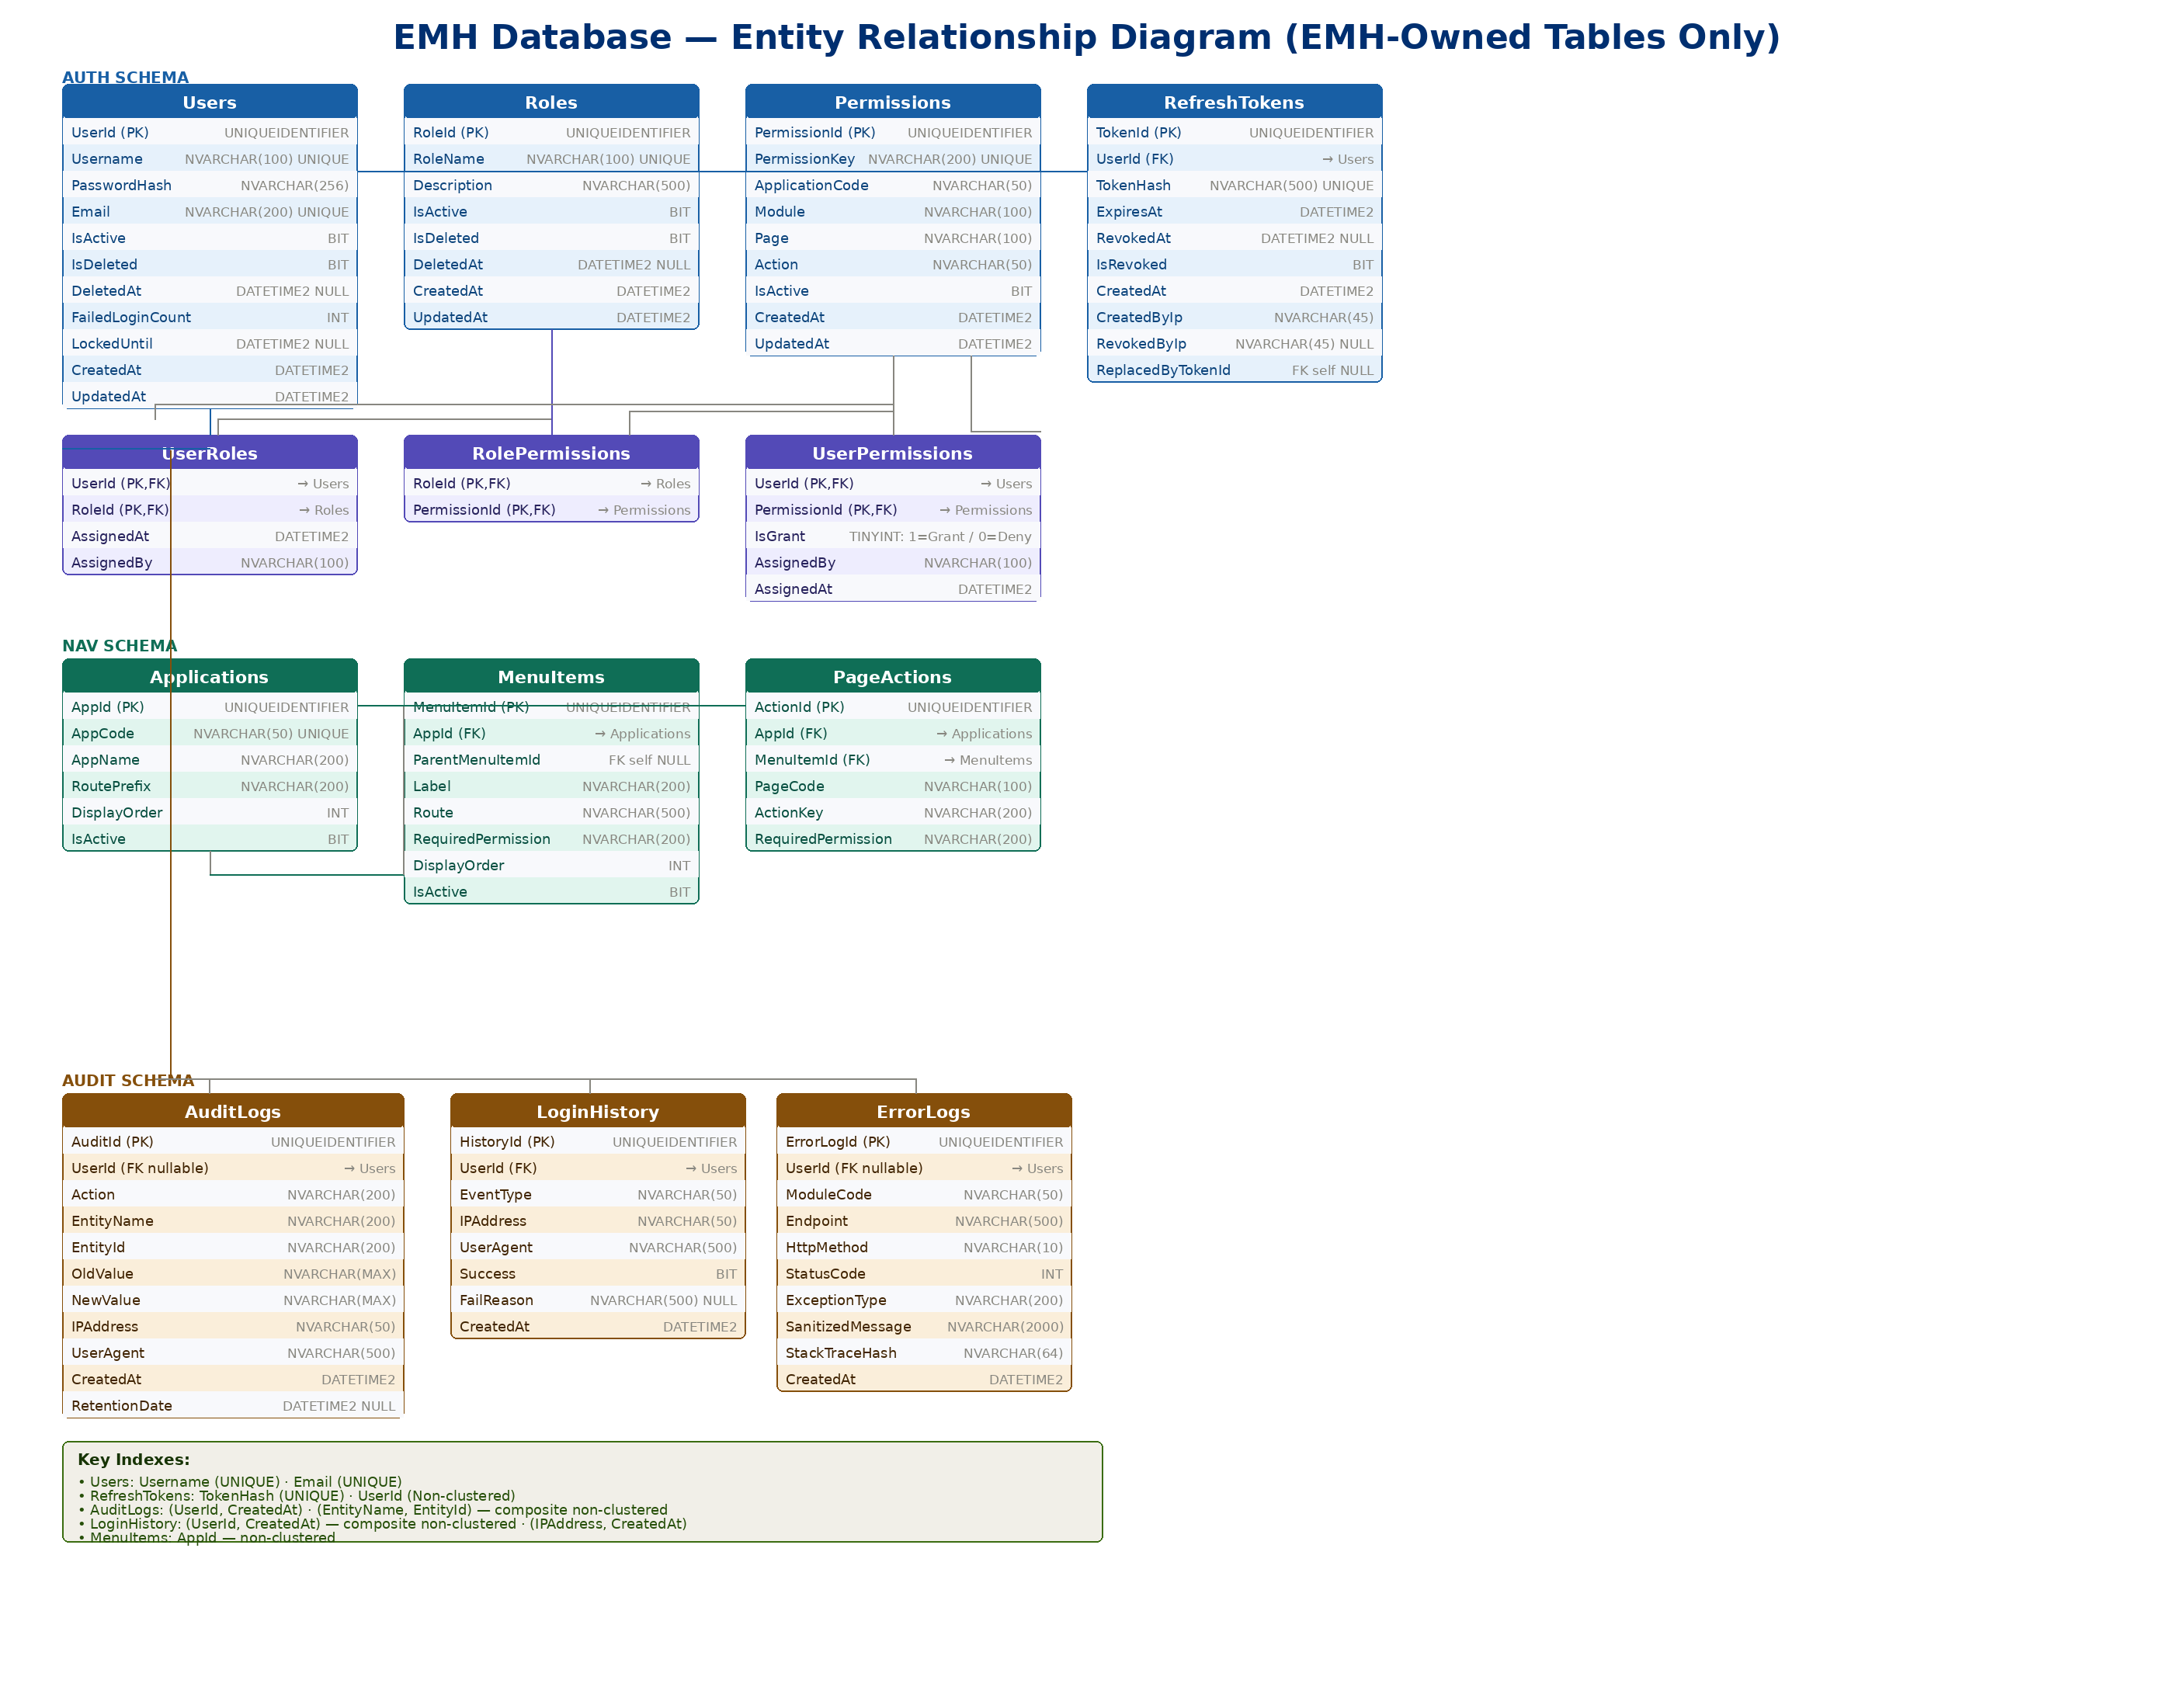 EMH Database — Entity Relationship Diagram (EMH-Owned Tables Only)
AUTH SCHEMA
Users
UserId (PK) UNIQUEIDENTIFIER
Username NVARCHAR(100) UNIQUE
PasswordHash NVARCHAR(256)
Email NVARCHAR(200) UNIQUE
IsActive BIT
IsDeleted BIT
DeletedAt DATETIME2 NULL
FailedLoginCount INT
LockedUntil DATETIME2 NULL
CreatedAt DATETIME2
UpdatedAt DATETIME2
Roles
RoleId (PK) UNIQUEIDENTIFIER
RoleName NVARCHAR(100) UNIQUE
Description NVARCHAR(500)
IsActive BIT
IsDeleted BIT
DeletedAt DATETIME2 NULL
CreatedAt DATETIME2
UpdatedAt DATETIME2
Permissions
PermissionId (PK) UNIQUEIDENTIFIER
PermissionKey NVARCHAR(200) UNIQUE
ApplicationCode NVARCHAR(50)
Module NVARCHAR(100)
Page NVARCHAR(100)
Action NVARCHAR(50)
IsActive BIT
CreatedAt DATETIME2
UpdatedAt DATETIME2
RefreshTokens
TokenId (PK) UNIQUEIDENTIFIER
UserId (FK) → Users
TokenHash NVARCHAR(500) UNIQUE
ExpiresAt DATETIME2
RevokedAt DATETIME2 NULL
IsRevoked BIT
CreatedAt DATETIME2
CreatedByIp NVARCHAR(45)
RevokedByIp NVARCHAR(45) NULL
ReplacedByTokenId FK self NULL
UserRoles
UserId (PK,FK) → Users
RoleId (PK,FK) → Roles
AssignedAt DATETIME2
AssignedBy NVARCHAR(100)
RolePermissions
RoleId (PK,FK) → Roles
PermissionId (PK,FK) → Permissions
UserPermissions
UserId (PK,FK) → Users
PermissionId (PK,FK) → Permissions
IsGrant TINYINT: 1=Grant / 0=Deny
AssignedBy NVARCHAR(100)
AssignedAt DATETIME2
NAV SCHEMA
Applications
AppId (PK) UNIQUEIDENTIFIER
AppCode NVARCHAR(50) UNIQUE
AppName NVARCHAR(200)
RoutePrefix NVARCHAR(200)
DisplayOrder INT
IsActive BIT
MenuItems
MenuItemId (PK) UNIQUEIDENTIFIER
AppId (FK) → Applications
ParentMenuItemId FK self NULL
Label NVARCHAR(200)
Route NVARCHAR(500)
RequiredPermission NVARCHAR(200)
DisplayOrder INT
IsActive BIT
PageActions
ActionId (PK) UNIQUEIDENTIFIER
AppId (FK) → Applications
MenuItemId (FK) → MenuItems
PageCode NVARCHAR(100)
ActionKey NVARCHAR(200)
RequiredPermission NVARCHAR(200)
AUDIT SCHEMA
AuditLogs
AuditId (PK) UNIQUEIDENTIFIER
UserId (FK nullable) → Users
Action NVARCHAR(200)
EntityName NVARCHAR(200)
EntityId NVARCHAR(200)
OldValue NVARCHAR(MAX)
NewValue NVARCHAR(MAX)
IPAddress NVARCHAR(50)
UserAgent NVARCHAR(500)
CreatedAt DATETIME2
RetentionDate DATETIME2 NULL
LoginHistory
HistoryId (PK) UNIQUEIDENTIFIER
UserId (FK) → Users
EventType NVARCHAR(50)
IPAddress NVARCHAR(50)
UserAgent NVARCHAR(500)
Success BIT
FailReason NVARCHAR(500) NULL
CreatedAt DATETIME2
ErrorLogs
ErrorLogId (PK) UNIQUEIDENTIFIER
UserId (FK nullable) → Users
ModuleCode NVARCHAR(50)
Endpoint NVARCHAR(500)
HttpMethod NVARCHAR(10)
StatusCode INT
ExceptionType NVARCHAR(200)
SanitizedMessage NVARCHAR(2000)
StackTraceHash NVARCHAR(64)
CreatedAt DATETIME2
Key Indexes:
• Users: Username (UNIQUE) · Email (UNIQUE)
• RefreshTokens: TokenHash (UNIQUE) · UserId (Non-clustered)
• AuditLogs: (UserId, CreatedAt) · (EntityName, EntityId) — composite non-clustered
• LoginHistory: (UserId, CreatedAt) — composite non-clustered · (IPAddress, CreatedAt)
• MenuItems: AppId — non-clustered